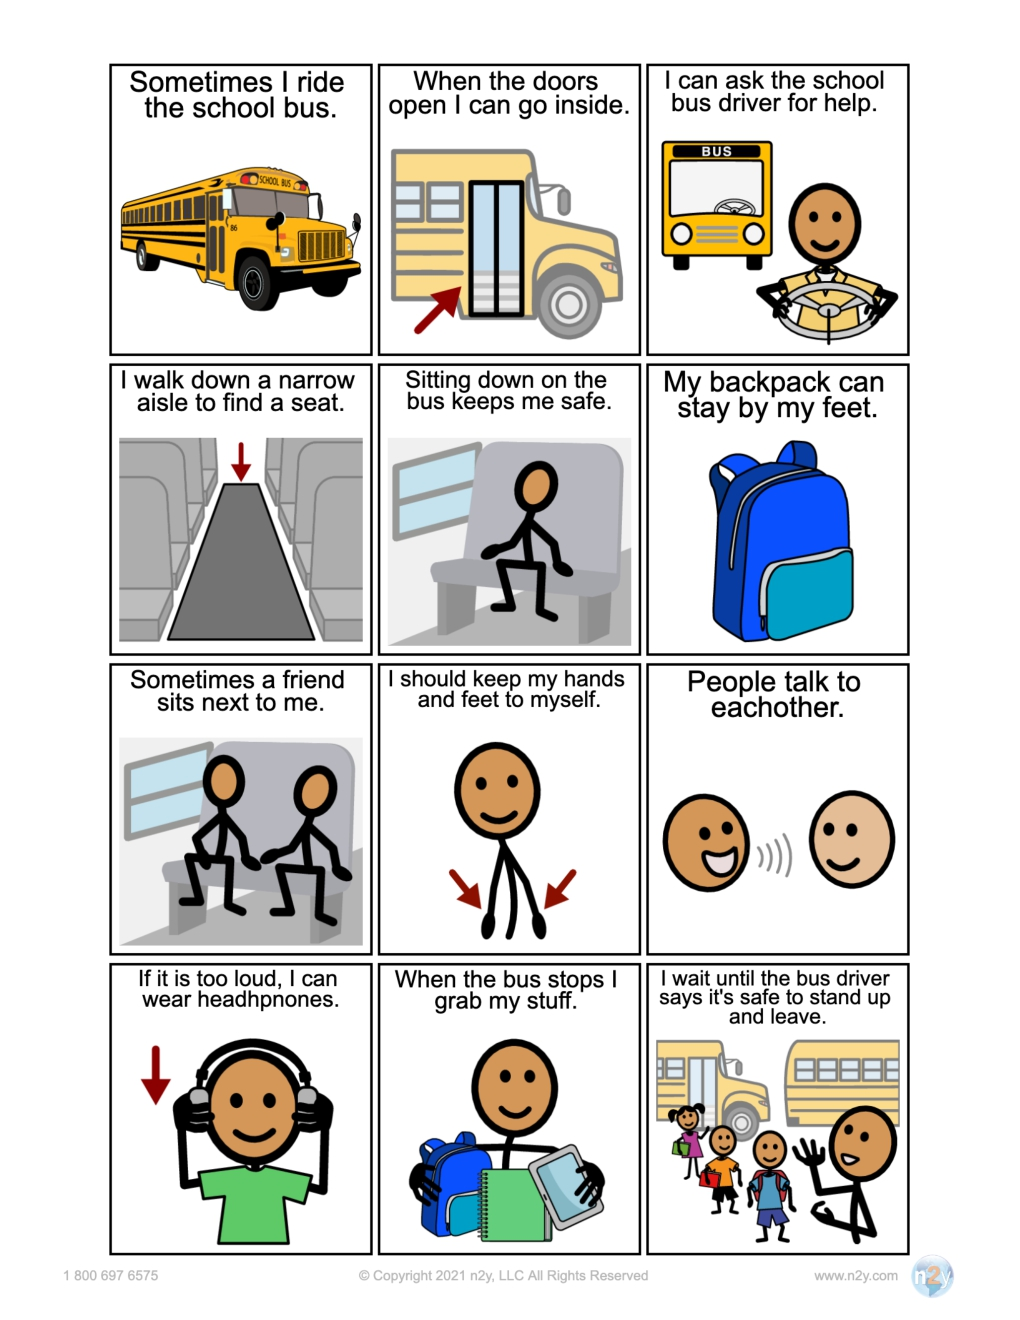 Sometimes I ride
the school bus.
SCHOOL BUS
86
When the doors
open I can go inside.
I can ask the school
bus driver for help.
BUS
I walk down a narrow
aisle to find a seat.
Sitting down on the
bus keeps me safe.
My backpack can
stay by my feet.
Sometimes a friend
sits next to me.
I should keep my hands
and feet to myself.
People talk to
eachother.
If it is too loud, I can
wear headhpnones.
When the bus stops I
grab my stuff.
I wait until the bus driver
says it's safe to stand up
and leave.
1 800 697 6575
© Copyright 2021 n2y, LLC All Rights Reserved
www.n2y.com
n2y